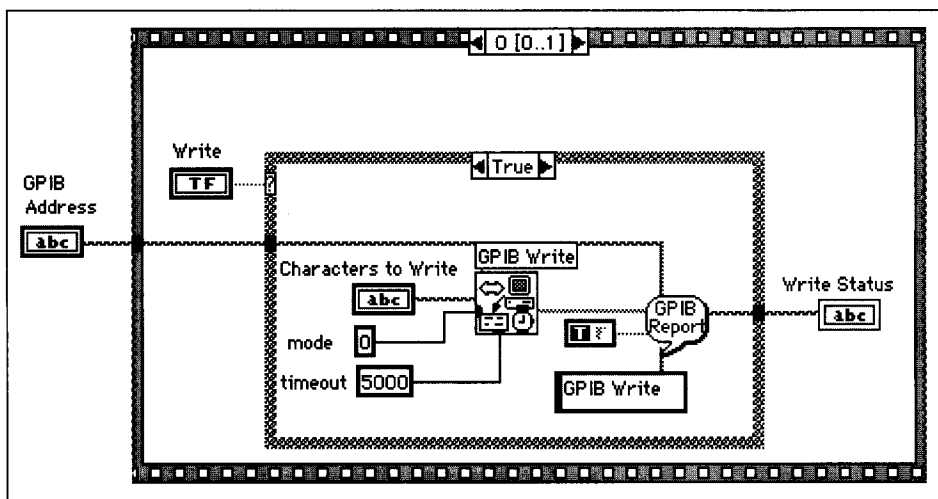 0 [0..1]
Write
TF
?
True
GPIB
Address
abc
GPIB Write
Characters to Write
abc
Write Status
abc
GPIB
Report
mode
0
T F
timeout
5000
GPIB Write